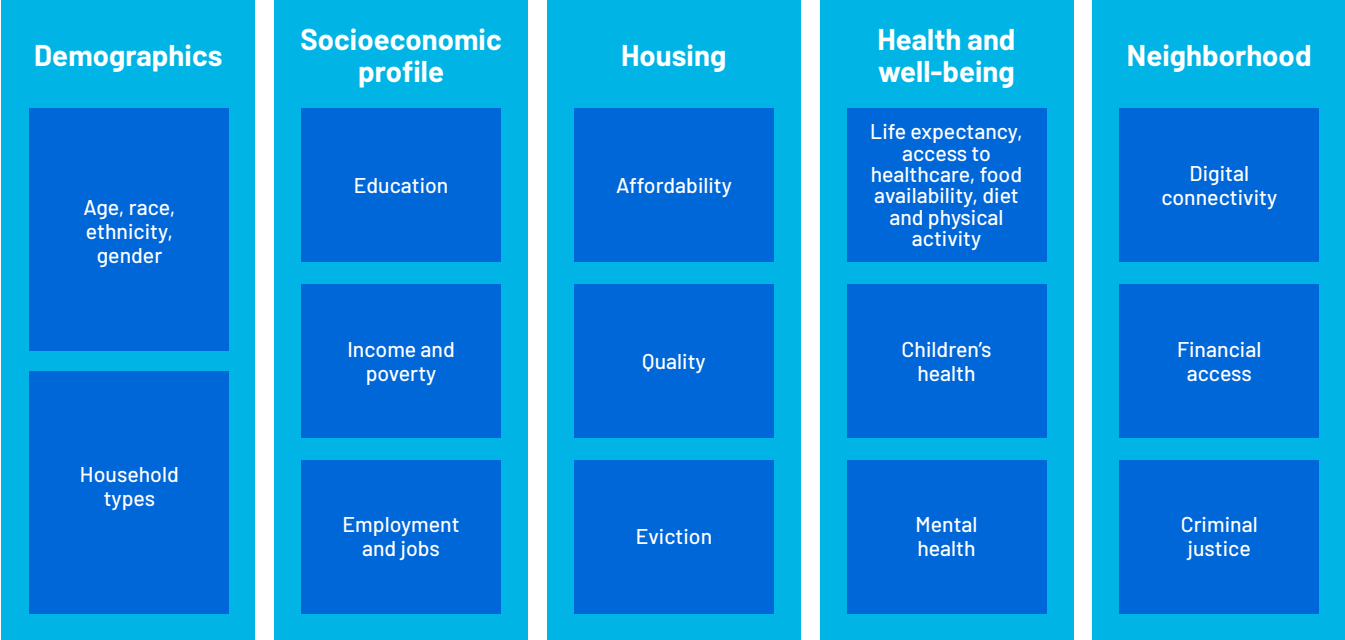 Demographics
Age, race,
ethnicity,
gender
Household
types
Socioeconomic
profile
Education
Income and
poverty
Employment
and jobs
Housing
Affordability
Quality
Eviction
Health and
well-being
Life expectancy,
access to
healthcare, food
availability, diet
and physical
activity
Children’s
health
Mental
health
Neighborhood
Digital
connectivity
Financial
access
Criminal
justice